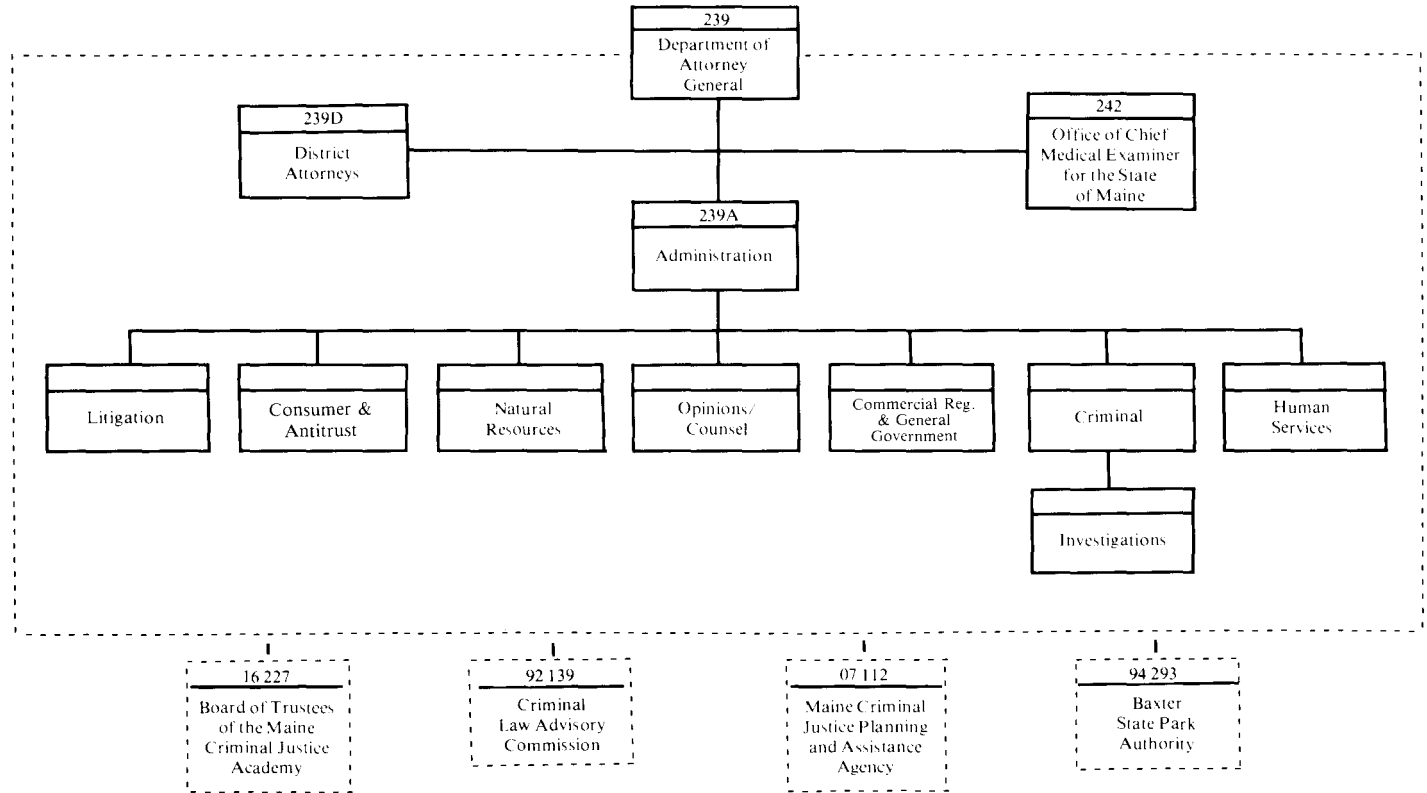 239
Department of
Attorney
General
239D
District
Attorneys
242
Office of Chief
Medical Examiner
for the State
of Maine
239A
Administration
Litigation
Consumer &
Antitrust
Natural
Resources
Opinions/
Counsel
Commercial Reg.
& General
Government
Criminal
Human
Services
Investigations
16 227
Board of Trustees
of the Maine
Criminal Justice
Academy
92 139
Criminal
Law Advisory
Commission
07 112
Maine Criminal
Justice Planning
and Assistance
Agency
94 293
Baxter
State Park
Authority